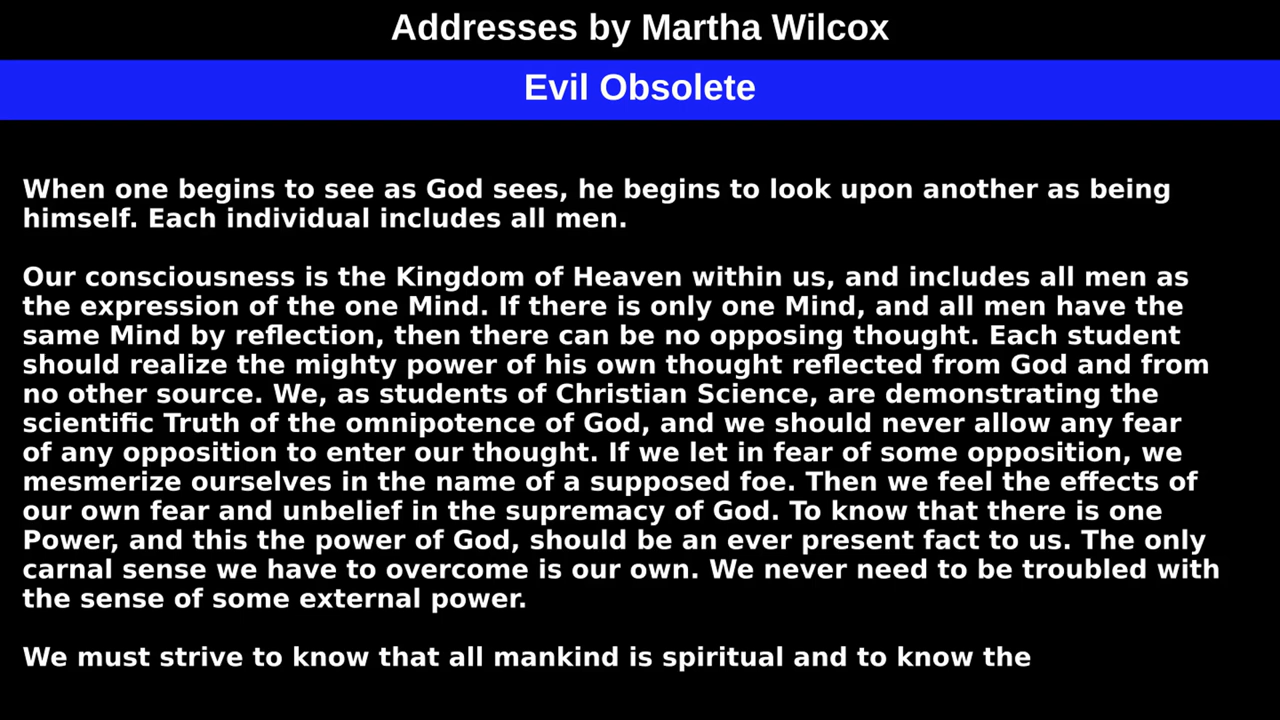 Addresses by Martha Wilcox
Evil Obsolete
When one begins to see as God sees, he begins to look upon another as being
himself. Each individual includes all men.
Our consciousness is the Kingdom of Heaven within us, and includes all men as
the expression of the one Mind. If there is only one Mind, and all men have the
same Mind by reflection, then there can be no opposing thought. Each student
should realize the mighty power of his own thought reflected from God and from
no other source. We, as students of Christian Science, are demonstrating the
scientific Truth of the omnipotence of God, and we should never allow any fear
of any opposition to enter our thought. If we let in fear of some opposition, we
mesmerize ourselves in the name of a supposed foe. Then we feel the effects of
our own fear and unbelief in the supremacy of God. To know that there is one
Power, and this the power of God, should be an ever present fact to us. The only
carnal sense we have to overcome is our own. We never need to be troubled with
the sense of some external power.
We must strive to know that all mankind is spiritual and to know the